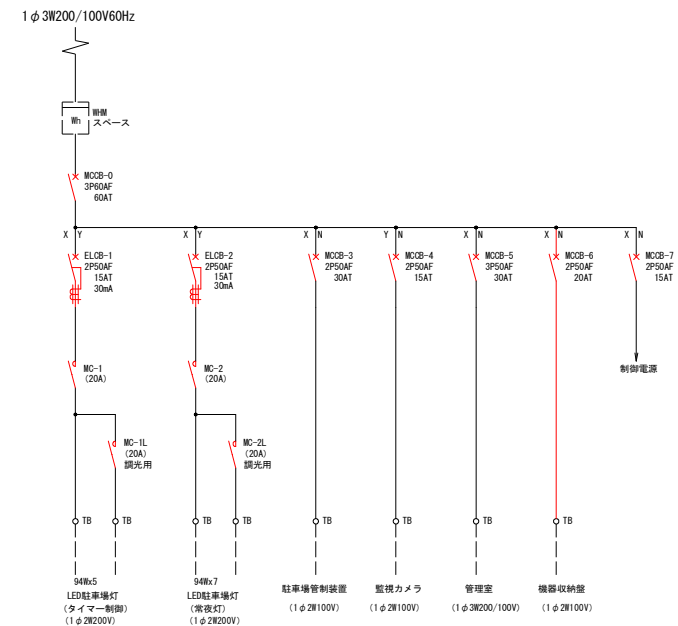 1φ3W200/100V60Hz
WHM
Wh スペース
MCCB-0
3P60AF
60AT
X Y
X Y
X N
Y N
X N
X N
X N
ELCB-1
2P50AF
15AT
30mA
ELCB-2
2P50AF
15AT
30mA
MCCB-3
2P50AF
30AT
MCCB-4
2P50AF
15AT
MCCB-5
3P50AF
30AT
MCCB-6
2P50AF
20AT
MCCB-7
2P50AF
15AT
MC-1
(20A)
MC-2
(20A)
制御電源
MC-1L
(20A)
調光用
MC-2L
(20A)
調光用
TB TB TB TB TB TB TB TB
94Wx5
LED駐車場灯
(タイマー制御)
(1φ2W200V)
94Wx7
LED駐車場灯
(常夜灯)
(1φ2W200V)
駐車場管制装置
(1φ2W100V)
監視カメラ
(1φ2W100V)
管理室
(1φ3W200/100V)
機器収納盤
(1φ2W100V)